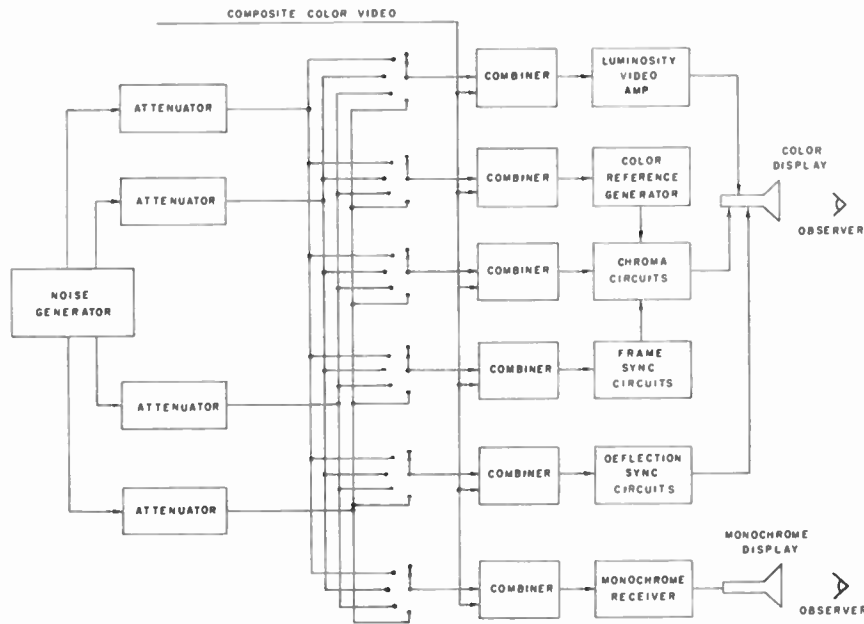 COMPOSITE COLOR VIDEO
ATTENUATOR
COMBINER
LUMINOSITY
VIDEO
AMP
COLOR
DISPLAY
ATTENUATOR
COMBINER
COLOR
REFERENCE
GENERATOR
OBSERVER
NOISE
GENERATOR
COMBINER
CHROMA
CIRCUITS
ATTENUATOR
COMBINER
FRAME
SYNC
CIRCUITS
ATTENUATOR
COMBINER
DEFLECTION
SYNC
CIRCUITS
MONOCHROME
DISPLAY
COMBINER
MONOCHROME
RECEIVER
OBSERVER